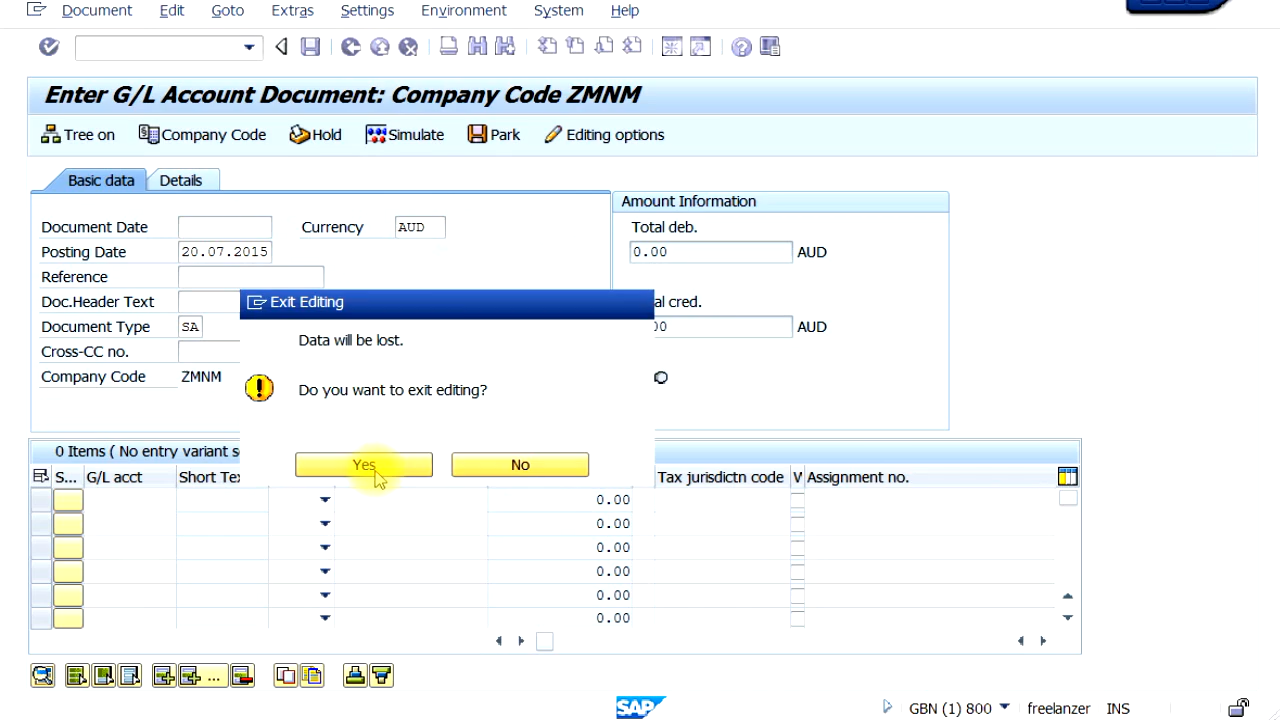 Document Edit Goto Extras Settings Environment System Help
Enter G/L Account Document: Company Code ZMNM
Tree on Company Code Hold Simulate Park Editing options
Basic data Details
Amount Information
Document Date Currency AUD Total deb.
Posting Date 20.07.2015 0.00 AUD
Reference
Doc.Header Text al cred.
Document Type SA 00 AUD
Cross-CC no.
Company Code ZMNM
Exit Editing
Data will be lost.
Do you want to exit editing?
Yes No
0 Items ( No entry variant s
S... G/L acct Short Tex Tax jurisdictn code V Assignment no.
0.00
0.00
0.00
0.00
0.00
0.00
...
SAP GBN (1) 800 freelanzer INS